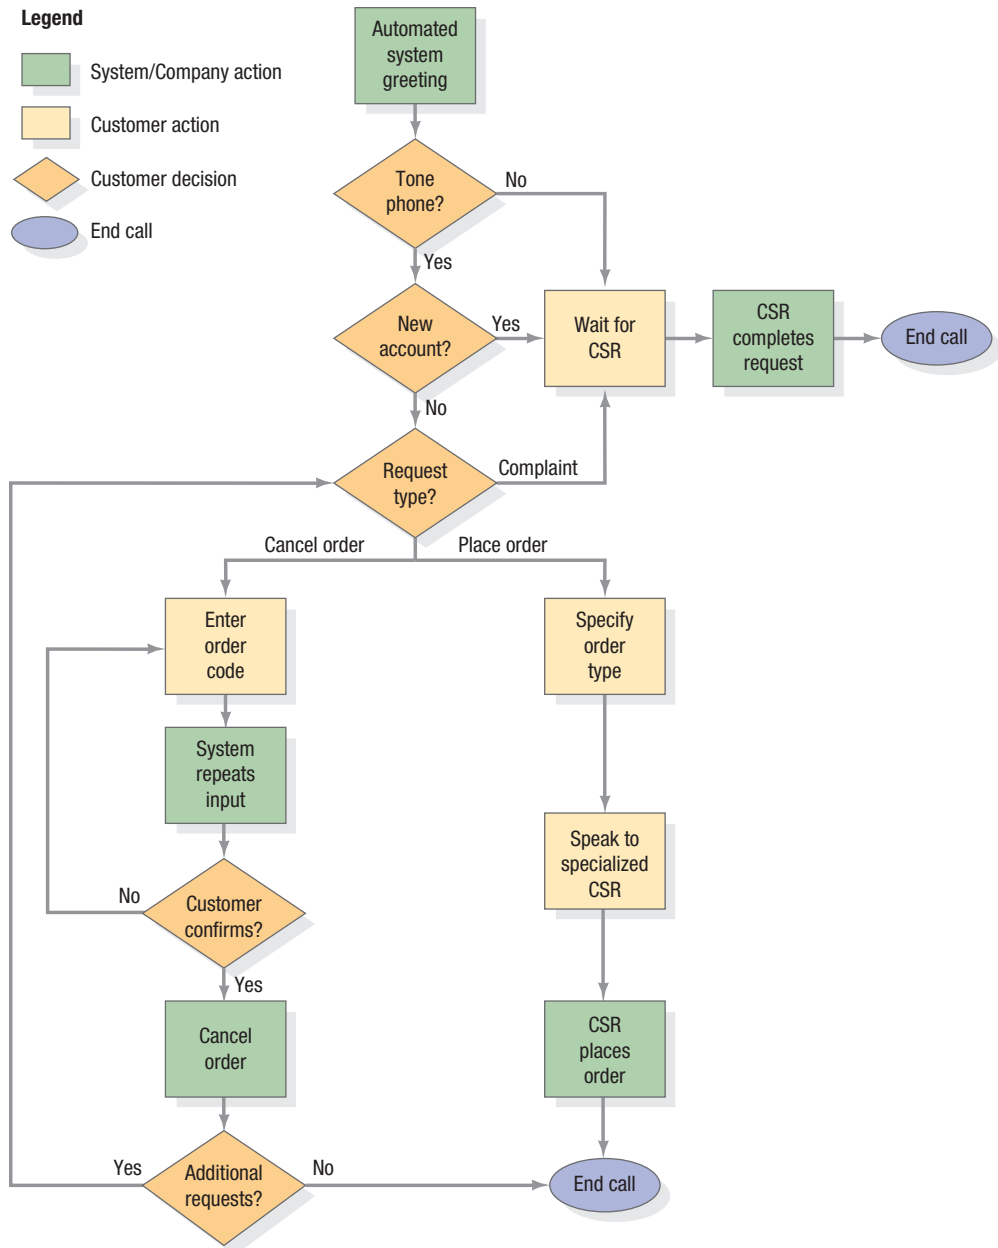 Legend
System/Company action
Customer action
Customer decision
End call
Automated
system
greeting
Tone
phone?
No
Yes
New
account?
Yes
Wait for
CSR
CSR
completes
request
End call
No
Request
type?
Complaint
Cancel order
Place order
Enter
order
code
Specify
order
type
System
repeats
input
Speak to
specialized
CSR
No
Customer
confirms?
Yes
Cancel
order
CSR
places
order
Yes
Additional
requests?
No
End call